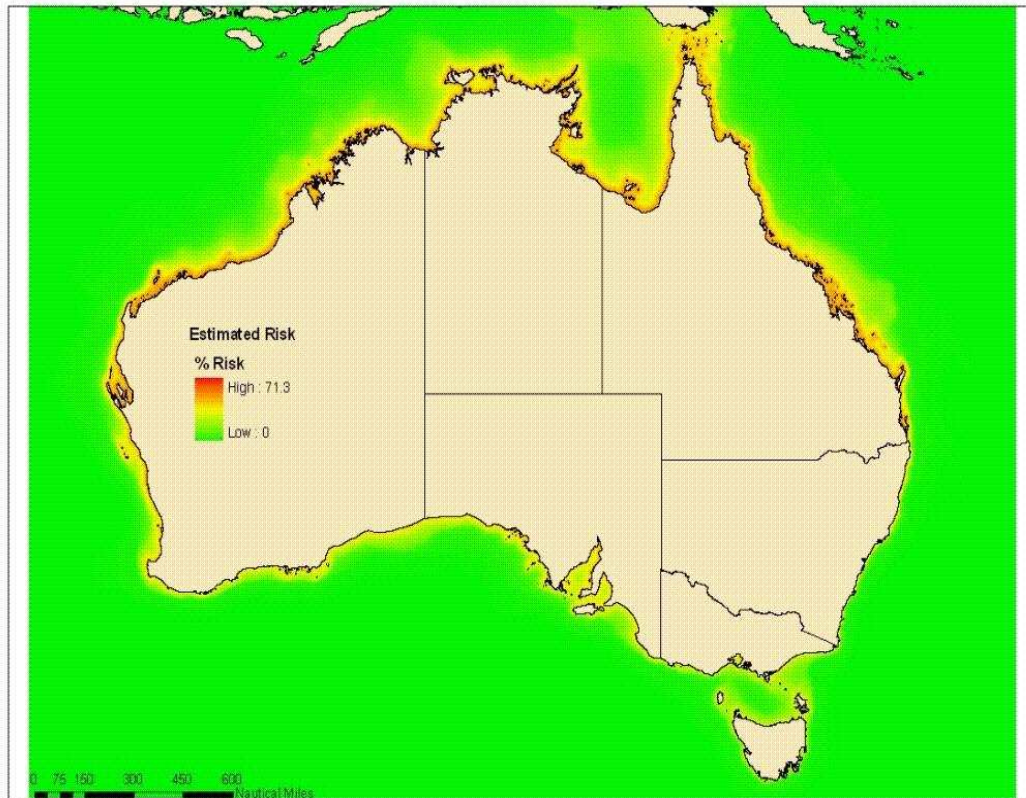 Estimated Risk
% Risk
High : 71.3
Low : 0
0 75 150 300 450 600
Nautical Miles